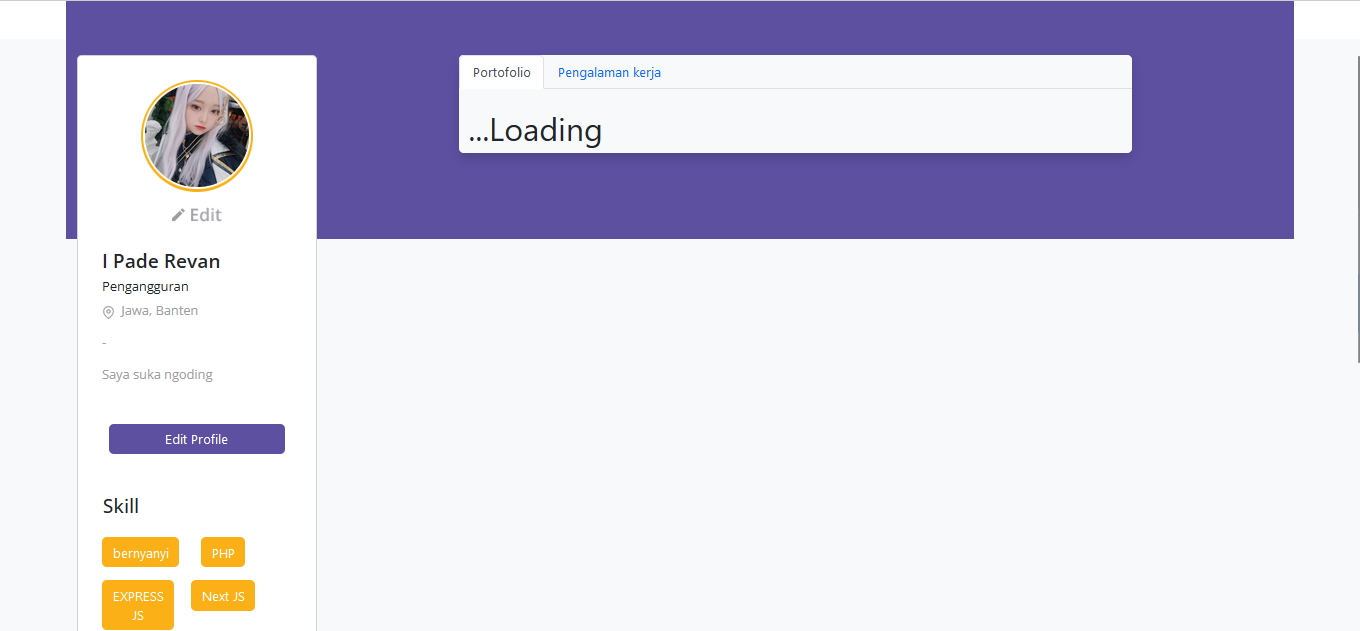 Portofolio Pengalaman kerja
...Loading
Edit
I Pade Revan
Pengangguran
Jawa, Banten
-
Saya suka ngoding
Edit Profile
Skill
bernyanyi PHP
EXPRESS Next JS
JS